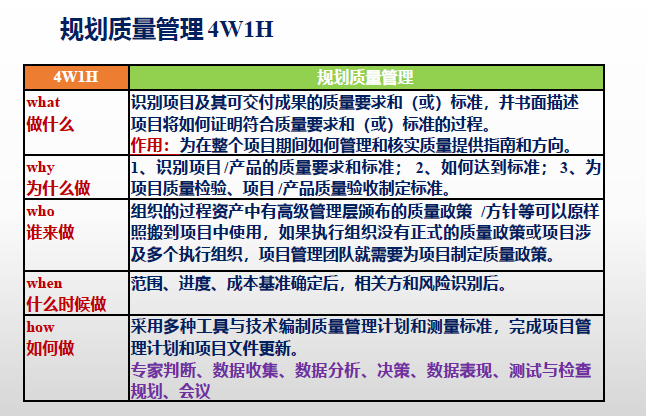 规划质量管理 4W1H
4W1H
规划质量管理
what
做什么
识别项目及其可交付成果的质量要求和（或）标准，并书面描述
项目将如何证明符合质量要求和（或）标准的过程。
作用：为在整个项目期间如何管理和核实质量提供指南和方向。
why
为什么做
1、识别项目/产品的质量要求和标准； 2、如何达到标准； 3、为
项目质量检验、项目/产品质量验收制定标准。
who
谁来做
组织的过程资产中有高级管理层颁布的质量政策 /方针等可以原样
照搬到项目中使用，如果执行组织没有正式的质量政策或项目涉
及多个执行组织，项目管理团队就需要为项目制定质量政策。
when
什么时候做
范围、进度、成本基准确定后，相关方和风险识别后。
how
如何做
采用多种工具与技术编制质量管理计划和测量标准，完成项目管
理计划和项目文件更新。
专家判断、数据收集、数据分析、决策、数据表现、测试与检查
规划、会议